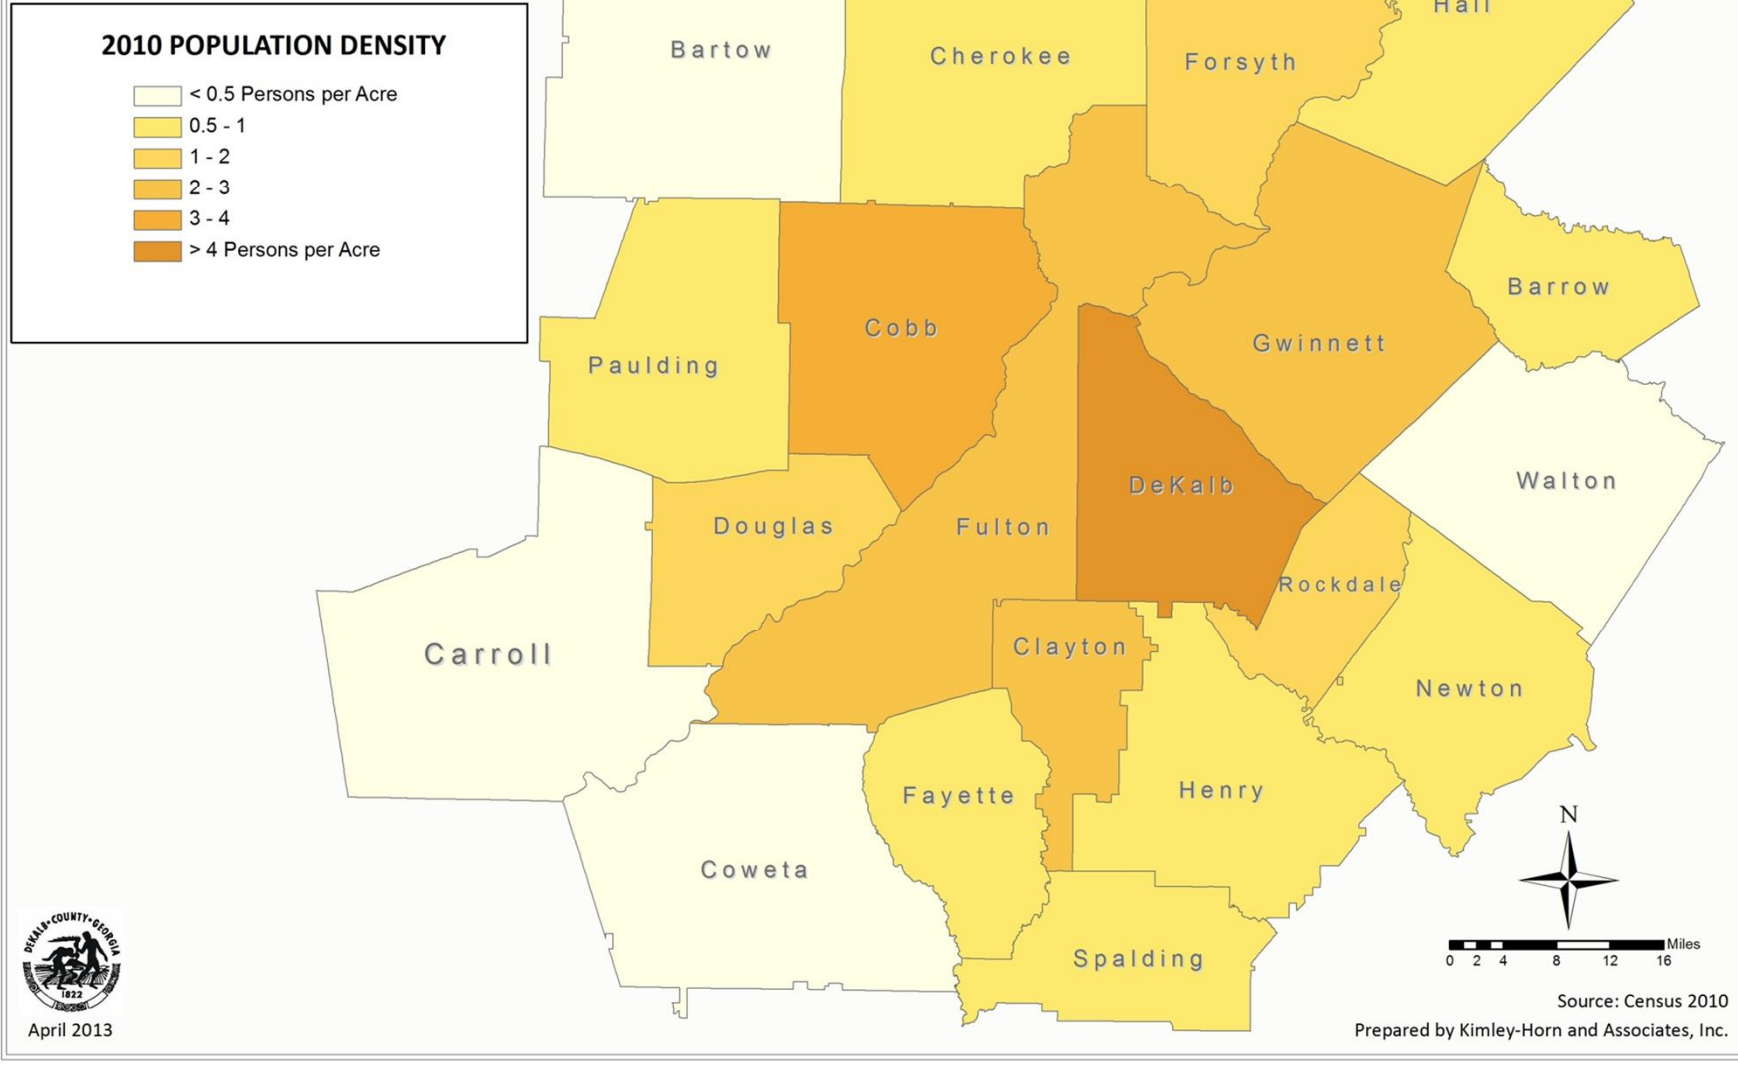 2010 POPULATION DENSITY
< 0.5 Persons per Acre
0.5 - 1
1 - 2
2 - 3
3 - 4
> 4 Persons per Acre
Hall
Bartow
Cherokee
Forsyth
Barrow
Cobb
Gwinnett
Paulding
Walton
DeKalb
Douglas
Fulton
Rockdale
Clayton
Carroll
Newton
Henry
Fayette
Coweta
Spalding
N
Miles
0 2 4 8 12 16
DEKALB • COUNTY • GEORGIA
1822
April 2013
Source: Census 2010
Prepared by Kimley-Horn and Associates, Inc.